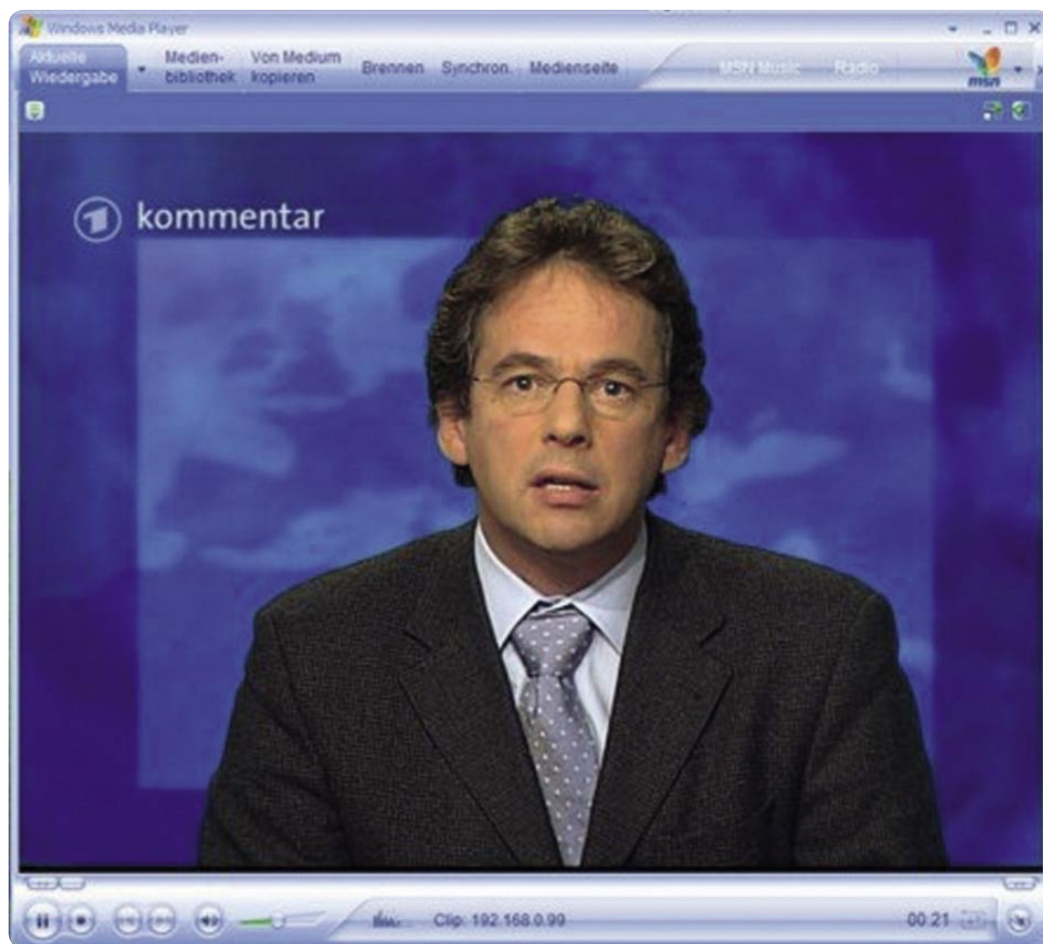 Windows Media Player
Aktuelle
Wiedergabe
Medien-
bibliothek
Von Medium
kopieren
Brennen
Synchron.
Medienseite
MSN Music
Radio
msn
1 kommentar
Clip: 192.168.0.99
00:21